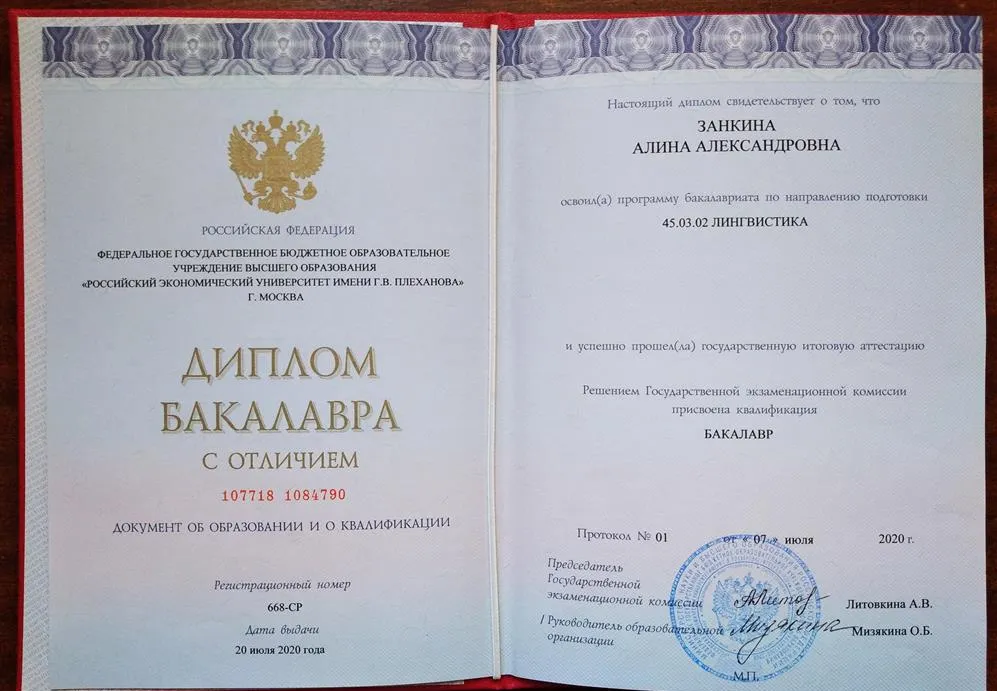 РОССИЙСКАЯ ФЕДЕРАЦИЯ
ФЕДЕРАЛЬНОЕ ГОСУДАРСТВЕННОЕ БЮДЖЕТНОЕ ОБРАЗОВАТЕЛЬНОЕ
УЧРЕЖДЕНИЕ ВЫСШЕГО ОБРАЗОВАНИЯ
«РОССИЙСКИЙ ЭКОНОМИЧЕСКИЙ УНИВЕРСИТЕТ ИМЕНИ Г.В. ПЛЕХАНОВА»
Г. МОСКВА
ДИПЛОМ
БАКАЛАВРА
С ОТЛИЧИЕМ
107718 1084790
ДОКУМЕНТ ОБ ОБРАЗОВАНИИ И О КВАЛИФИКАЦИИ
Регистрационный номер
668-СР
Дата выдачи
20 июля 2020 года
Настоящий диплом свидетельствует о том, что
ЗАНКИНА
АЛИНА АЛЕКСАНДРОВНА
освоил(а) программу бакалавриата по направлению подготовки
45.03.02 ЛИНГВИСТИКА
и успешно прошел(ла) государственную итоговую аттестацию
Решением Государственной экзаменационной комиссии
присвоена квалификация
БАКАЛАВР
Протокол № 01 от « 07 » июля 2020 г.
Председатель
Государственной
экзаменационной комиссии Литовкина А.В.
/ Руководитель образовательной Мизякина О.Б.
организации
М.П.